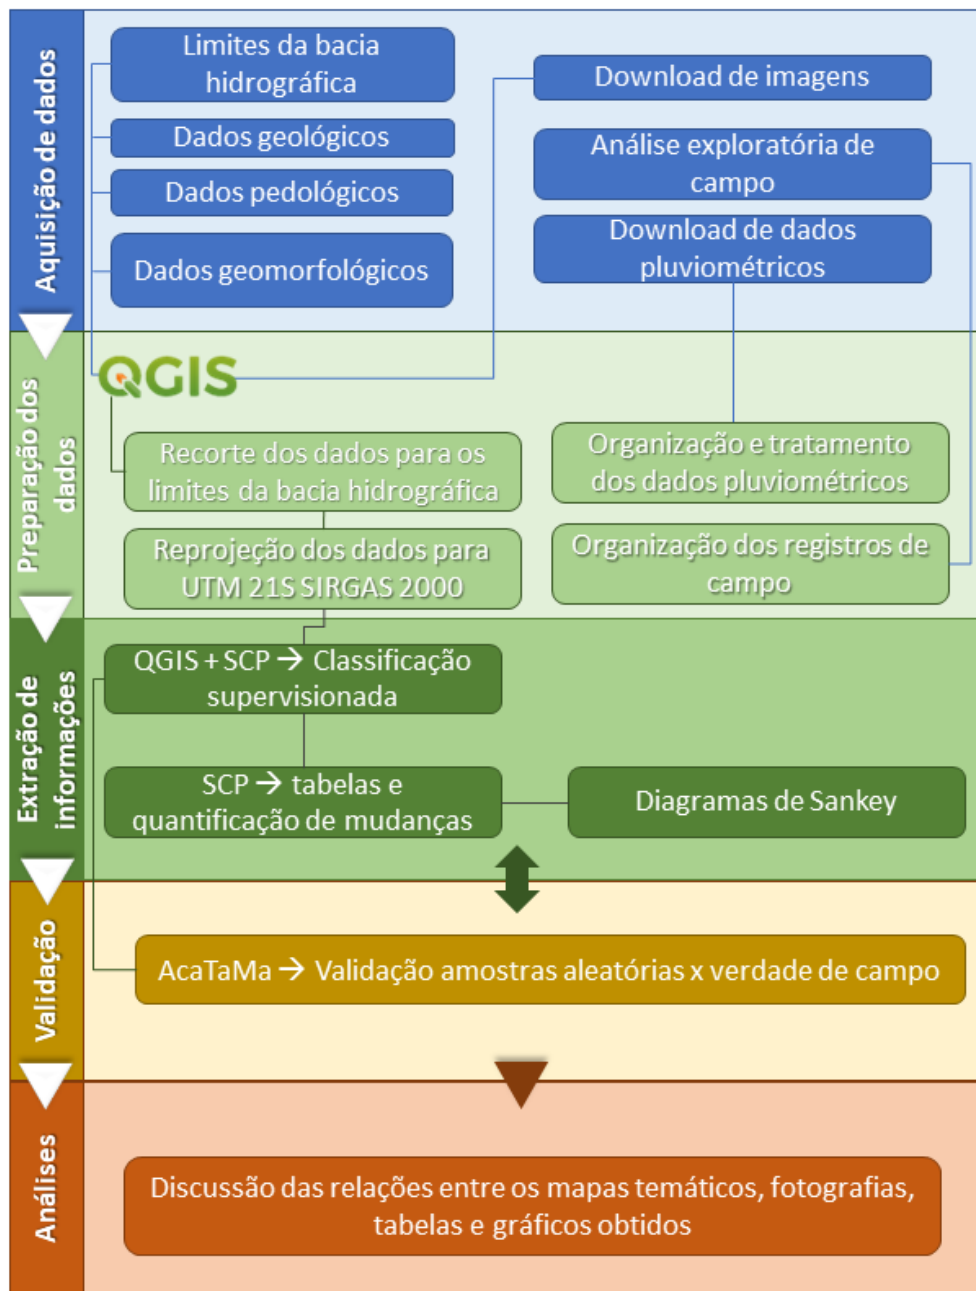 Aquisição de dados
Limites da bacia
hidrográfica
Dados geológicos
Dados pedológicos
Dados geomorfológicos
Download de imagens
Análise exploratória de
campo
Download de dados
pluviométricos
Preparação dos
dados
QGIS
Recorte dos dados para os
limites da bacia hidrográfica
Reprojeção dos dados para
UTM 21S SIRGAS 2000
Organização e tratamento
dos dados pluviométricos
Organização dos registros de
campo
Extração de
informações
QGIS + SCP → Classificação
supervisionada
SCP → tabelas e
quantificação de mudanças
Diagramas de Sankey
Validação
AcaTaMa → Validação amostras aleatórias x verdade de campo
Análises
Discussão das relações entre os mapas temáticos, fotografias,
tabelas e gráficos obtidos